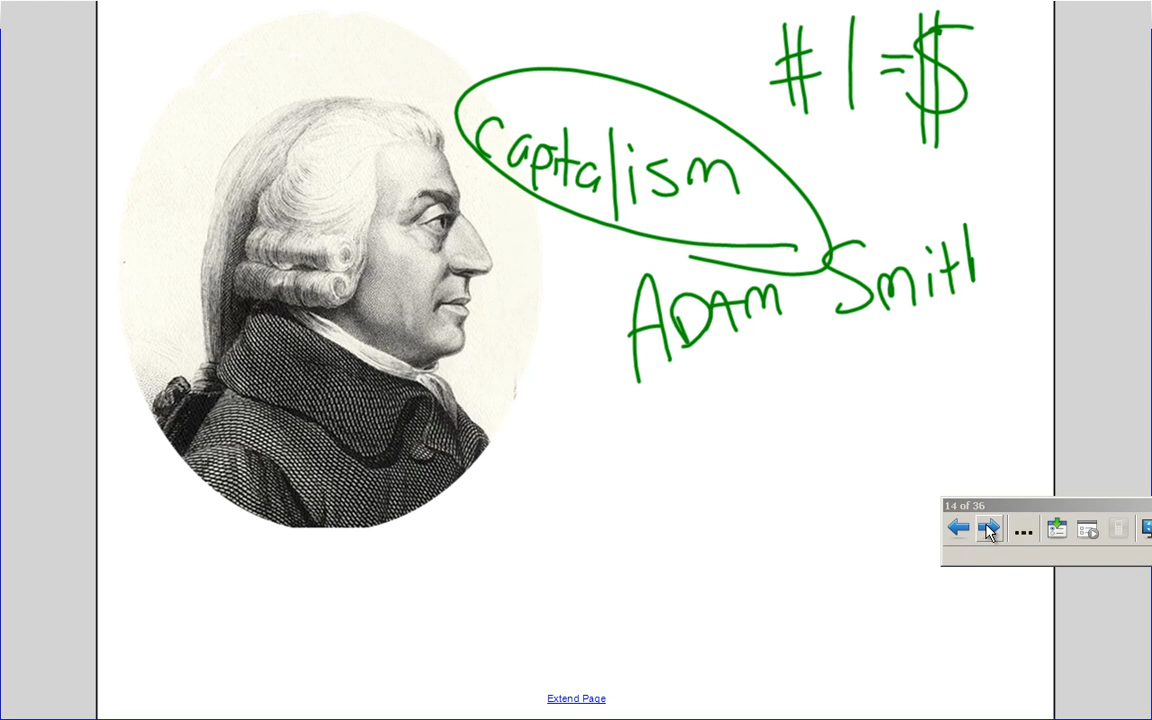 #1=$
capitalism
ADAM Smith
14 of 36
...
Extend Page